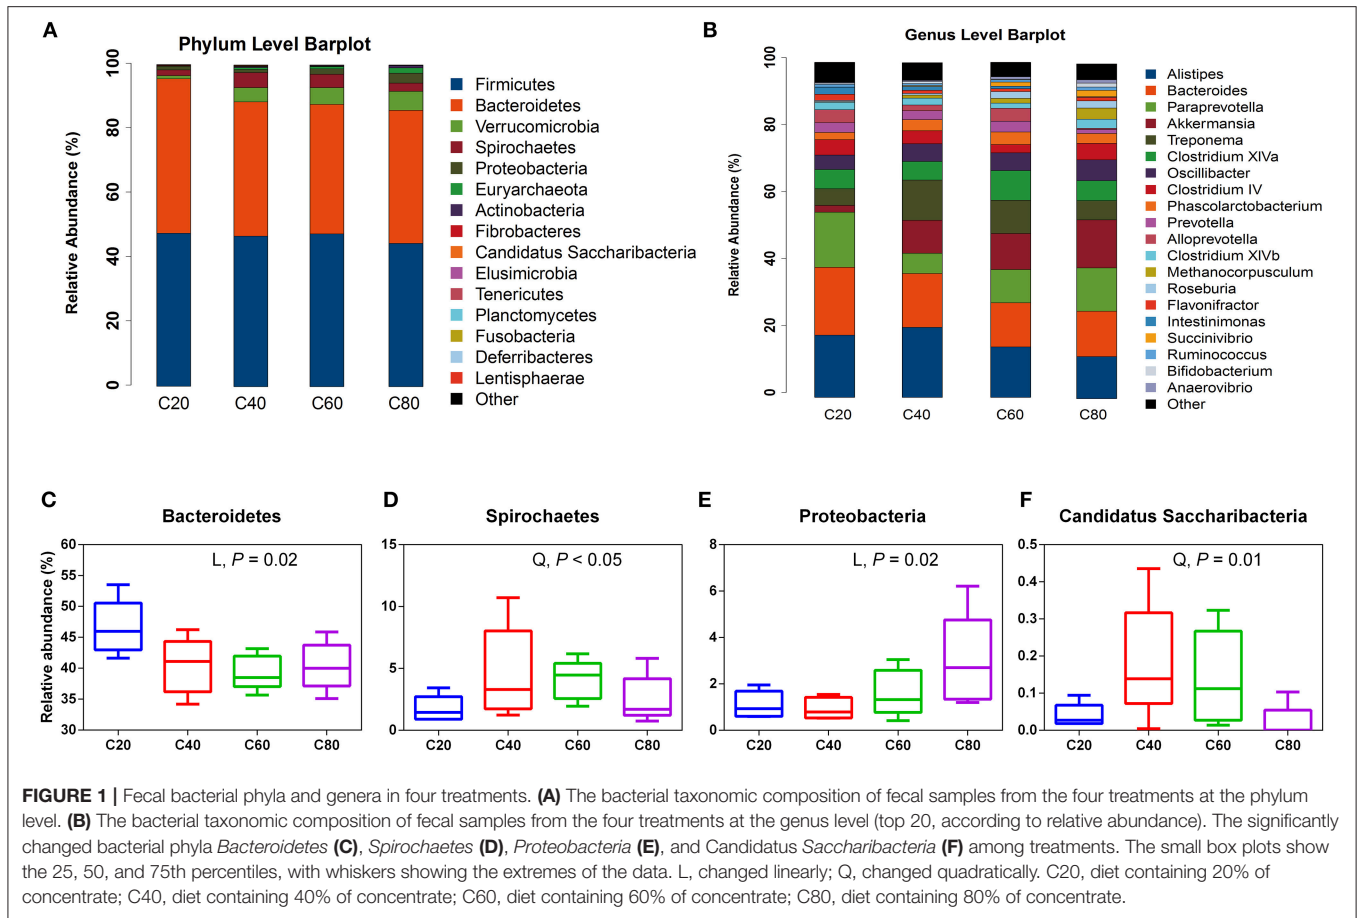 A
Phylum Level Barplot
Relative Abundance (%)
100
80
60
40
20
0
C20 C40 C60 C80
Firmicutes
Bacteroidetes
Verrucomicrobia
Spirochaetes
Proteobacteria
Euryarchaeota
Actinobacteria
Fibrobacteres
Candidatus Saccharibacteria
Elusimicrobia
Tenericutes
Planctomycetes
Fusobacteria
Deferribacteres
Lentisphaerae
Other
B
Genus Level Barplot
Relative Abundance (%)
100
80
60
40
20
0
C20 C40 C60 C80
Alistipes
Bacteroides
Paraprevotella
Akkermansia
Treponema
Clostridium XIVa
Oscillibacter
Clostridium IV
Phascolarctobacterium
Prevotella
Alloprevotella
Clostridium XIVb
Methanocorpusculum
Roseburia
Flavonifractor
Intestinimonas
Succinivibrio
Ruminococcus
Bifidobacterium
Anaerovibrio
Other
C
Bacteroidetes
Relative abundance (%)
60
55
50
45
40
35
30
L, P = 0.02
C20 C40 C60 C80
D
Spirochaetes
15
10
5
0
Q, P < 0.05
C20 C40 C60 C80
E
Proteobacteria
8
6
4
2
0
L, P = 0.02
C20 C40 C60 C80
F
Candidatus Saccharibacteria
0.5
0.4
0.3
0.2
0.1
0.0
Q, P = 0.01
C20 C40 C60 C80
FIGURE 1 | Fecal bacterial phyla and genera in four treatments. (A) The bacterial taxonomic composition of fecal samples from the four treatments at the phylum
level. (B) The bacterial taxonomic composition of fecal samples from the four treatments at the genus level (top 20, according to relative abundance). The significantly
changed bacterial phyla Bacteroidetes (C), Spirochaetes (D), Proteobacteria (E), and Candidatus Saccharibacteria (F) among treatments. The small box plots show
the 25, 50, and 75th percentiles, with whiskers showing the extremes of the data. L, changed linearly; Q, changed quadratically. C20, diet containing 20% of
concentrate; C40, diet containing 40% of concentrate; C60, diet containing 60% of concentrate; C80, diet containing 80% of concentrate.